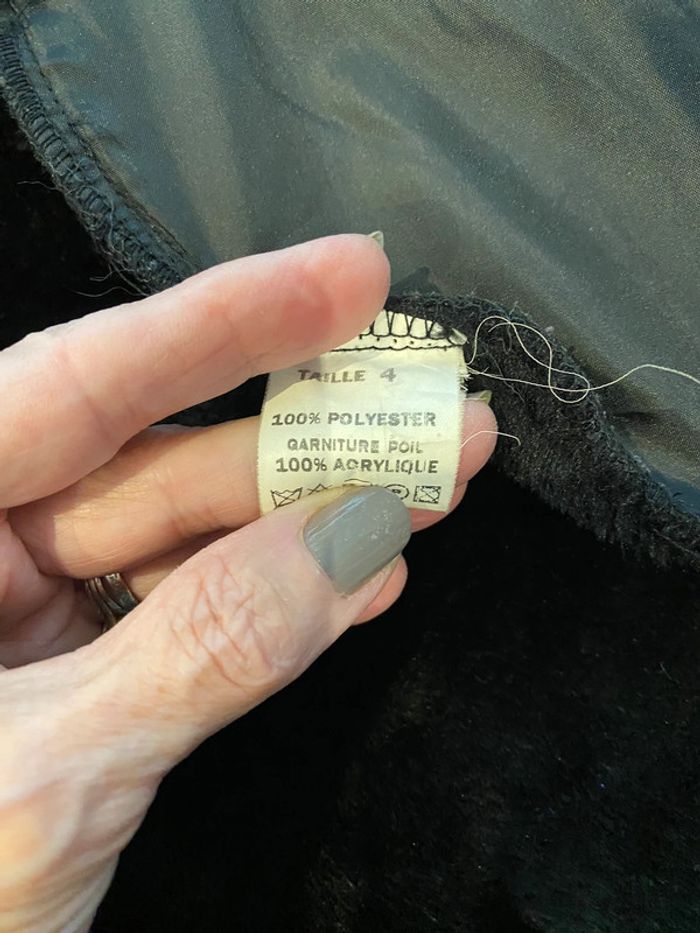 TAILLE 4
100% POLYESTER
GARNITURE POIL
100% ACRYLIQUE